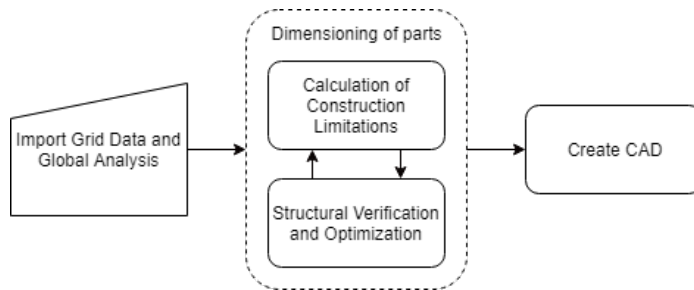 Dimensioning of parts
Calculation of
Construction
Limitations
Import Grid Data and
Global Analysis
Structural Verification
and Optimization
Create CAD